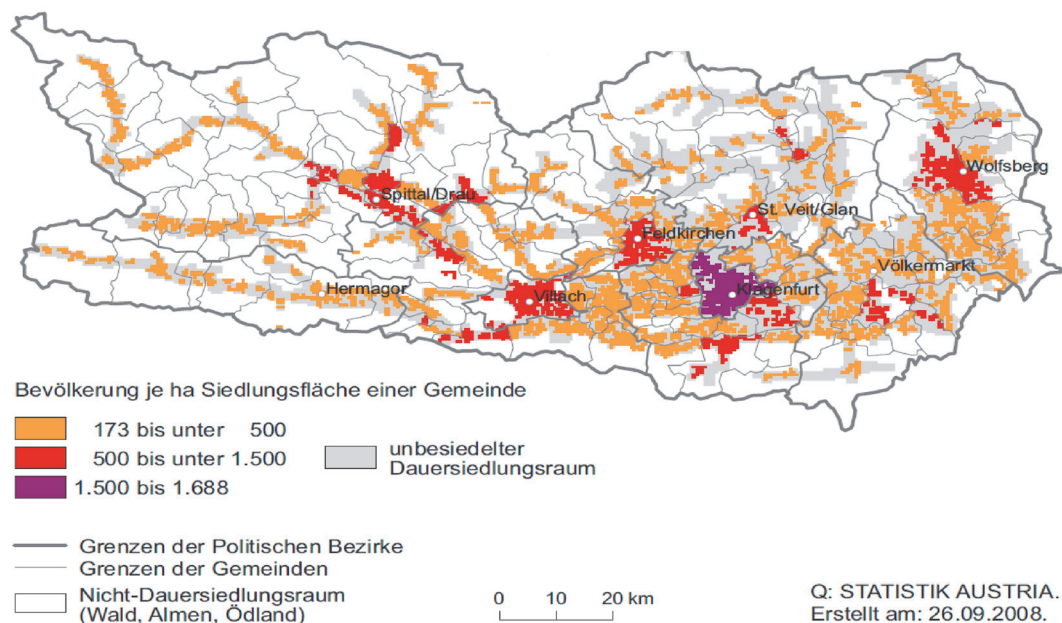 Wolfsberg
Spittal/Drau
St. Veit/Glan
Feldkirchen
Völkermarkt
Hermagor
Klagenfurt
Villach
Bevölkerung je ha Siedlungsfläche einer Gemeinde
173 bis unter 500
500 bis unter 1.500
1.500 bis 1.688
unbesiedelter
Dauersiedlungsraum
Grenzen der Politischen Bezirke
Grenzen der Gemeinden
Nicht-Dauersiedlungsraum
(Wald, Almen, Ödland)
0 10 20 km
Q: STATISTIK AUSTRIA.
Erstellt am: 26.09.2008.